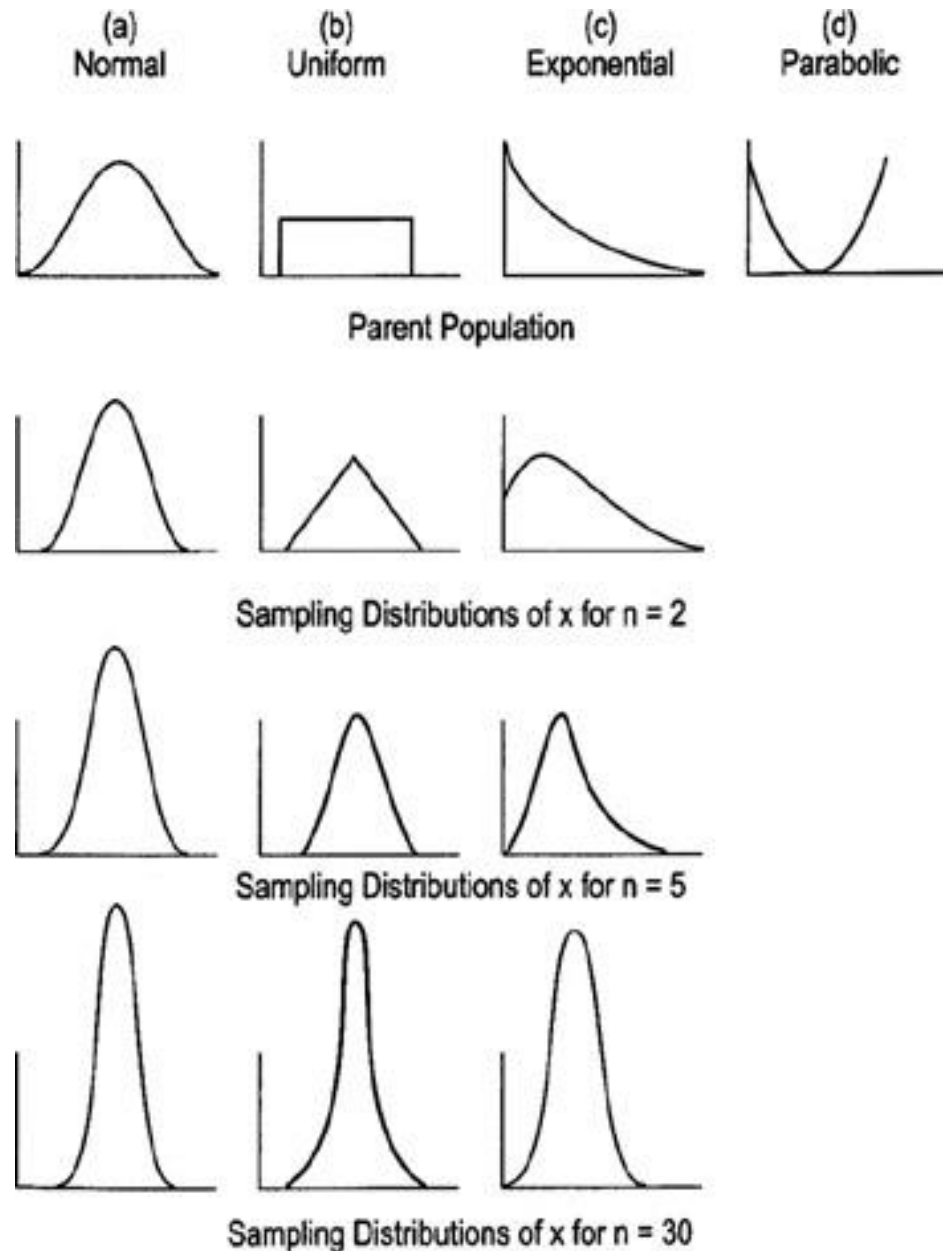 (a) (b) (c) (d)
Normal Uniform Exponential Parabolic
Parent Population
Sampling Distributions of x for n = 2
Sampling Distributions of x for n = 5
Sampling Distributions of x for n = 30